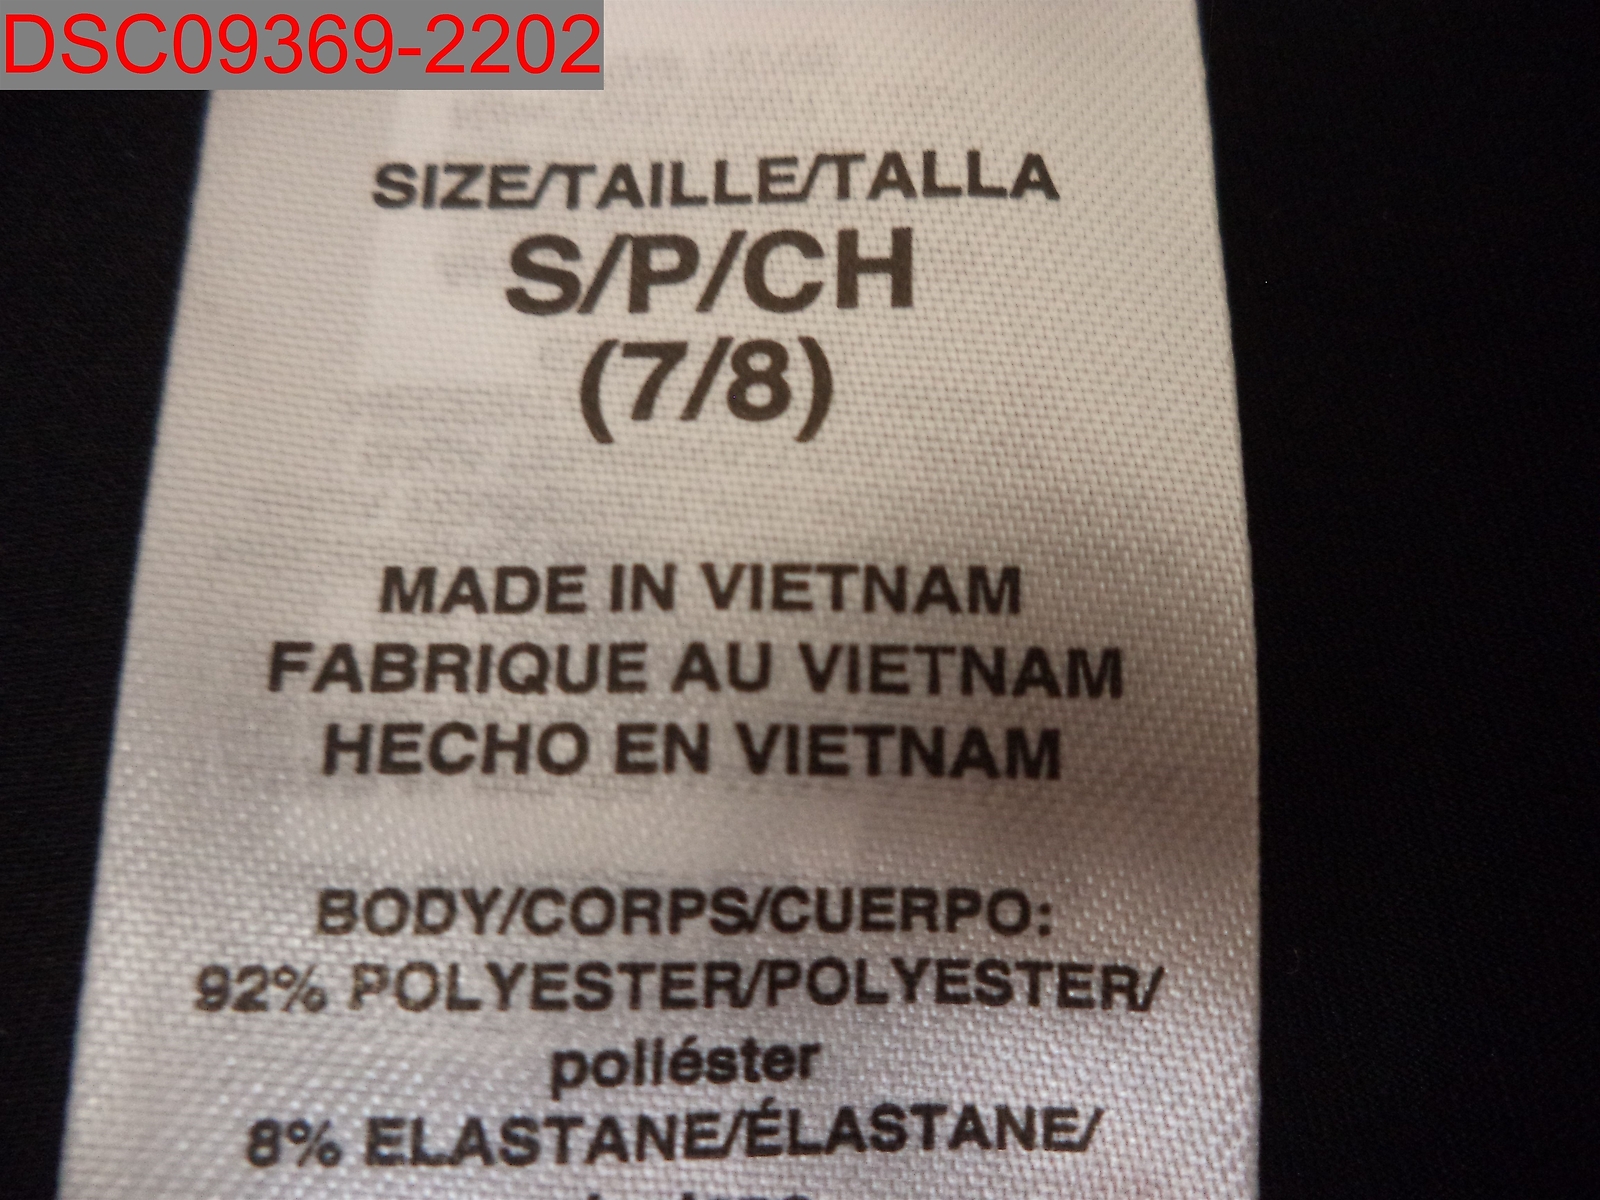 DSC09369-2202
SIZE/TAILLE/TALLA
S/P/CH
(7/8)
MADE IN VIETNAM
FABRIQUE AU VIETNAM
HECHO EN VIETNAM
BODY/CORPS/CUERPO:
92% POLYESTER/POLYESTER/
poliéster
8% ELASTANE/ÉLASTANE/